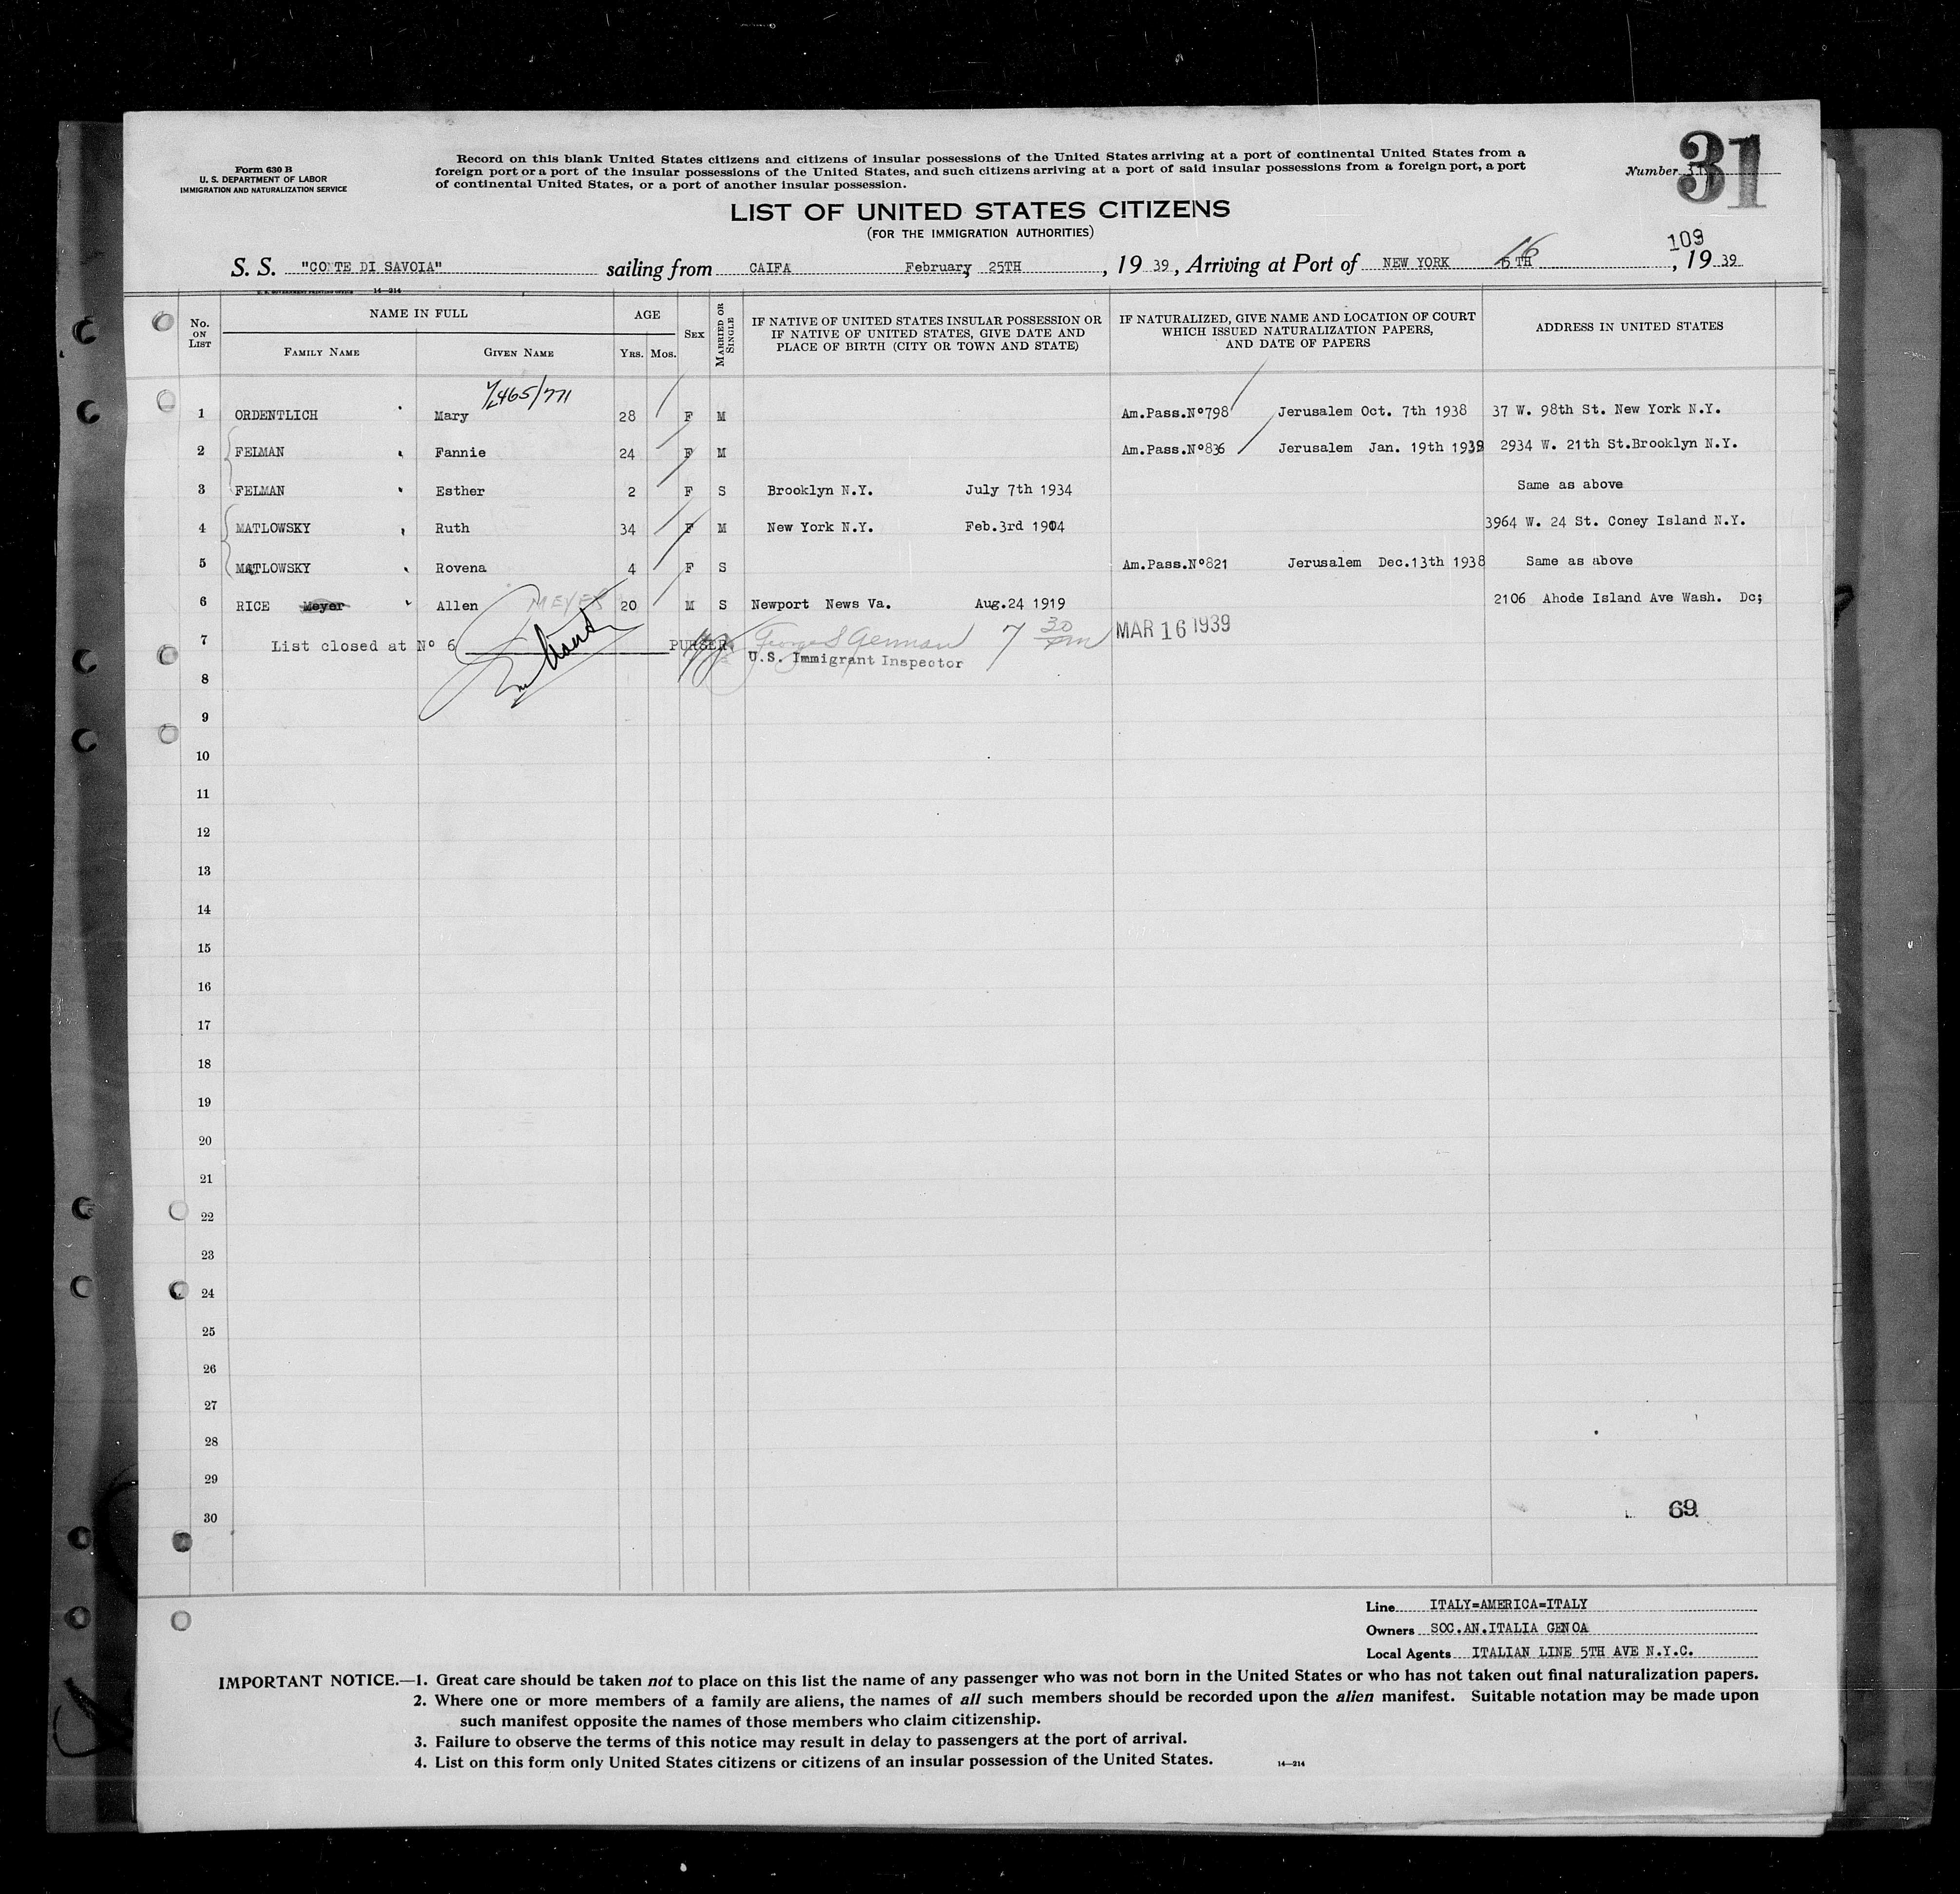 31
Form 630 B
U. S. DEPARTMENT OF LABOR
IMMIGRATION AND NATURALIZATION SERVICE
Record on this blank United States citizens and citizens of insular possessions of the United States arriving at a port of continental United States from a
foreign port or a port of the insular possessions of the United States, and such citizens arriving at a port of said insular possessions from a foreign port, a port
of continental United States, or a port of another insular possession.
Number
LIST OF UNITED STATES CITIZENS
(FOR THE IMMIGRATION AUTHORITIES)
109
S. S. "CONTE DI SAVOIA" sailing from CAIFA February, 25TH, 19 39, Arriving at Port of NEW YORK 16 TH, 19 39
U. S. GOVERNMENT PRINTING OFFICE 14—214
No. ON LIST
NAME IN FULL
FAMILY NAME
GIVEN NAME
AGE
YRS. MOS.
SEX
MARRIED OR SINGLE
IF NATIVE OF UNITED STATES INSULAR POSSESSION OR
IF NATIVE OF UNITED STATES, GIVE DATE AND
PLACE OF BIRTH (CITY OR TOWN AND STATE)
IF NATURALIZED, GIVE NAME AND LOCATION OF COURT
WHICH ISSUED NATURALIZATION PAPERS,
AND DATE OF PAPERS
ADDRESS IN UNITED STATES
1 ORDENTLICH Mary 28 F M Am.Pass.Nº798 Jerusalem Oct. 7th 1938 37 W. 98th St. New York N.Y.
2 FELMAN Fannie 24 F M Am.Pass.Nº836 Jerusalem Jan. 19th 1939 2934 W. 21th St.Brooklyn N.Y.
3 FELMAN Esther 2 F S Brooklyn N.Y. July 7th 1934 Same as above
4 MATLOWSKY Ruth 34 F M New York N.Y. Feb.3rd 1904 3964 W. 24 St. Coney Island N.Y.
5 MATLOWSKY Rovena 4 F S Am.Pass.Nº821 Jerusalem Dec.13th 1938 Same as above
6 RICE Meyer Allen MEYER 20 M S Newport News Va. Aug.24 1919 2106 Ahode Island Ave Wash. Dc;
7 List closed at Nº 6 PURSER. George S German 7 30 pm MAR 16 1939
U.S. Immigrant Inspector
8
9
10
11
12
13
14
15
16
17
18
19
20
21
22
23
24
25
26
27
28
29
30
69
Line ITALY=AMERICA=ITALY
Owners SOC.AN.ITALIA GENOA
Local Agents ITALIAN LINE 5TH AVE N.Y.C.
IMPORTANT NOTICE.—1. Great care should be taken not to place on this list the name of any passenger who was not born in the United States or who has not taken out final naturalization papers.
2. Where one or more members of a family are aliens, the names of all such members should be recorded upon the alien manifest. Suitable notation may be made upon
such manifest opposite the names of those members who claim citizenship.
3. Failure to observe the terms of this notice may result in delay to passengers at the port of arrival.
4. List on this form only United States citizens or citizens of an insular possession of the United States. 14—214